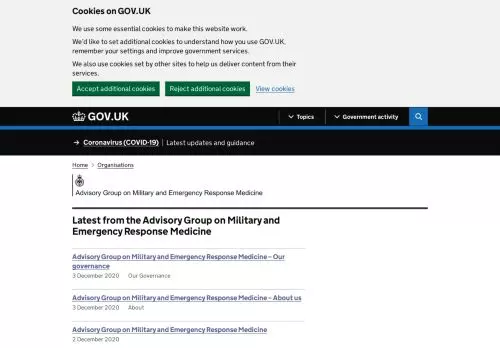 Cookies on GOV.UK
We use some essential cookies to make this website work.
We'd like to set additional cookies to understand how you use GOV.UK,
remember your settings and improve government services.
We also use cookies set by other sites to help us deliver content from their
services.
Accept additional cookies Reject additional cookies View cookies
GOV.UK Topics Government activity
→ Coronavirus (COVID-19) | Latest updates and guidance
Home > Organisations
Advisory Group on Military and Emergency Response Medicine
Latest from the Advisory Group on Military and
Emergency Response Medicine
Advisory Group on Military and Emergency Response Medicine – Our
governance
3 December 2020 Our Governance
Advisory Group on Military and Emergency Response Medicine – About us
3 December 2020 About
Advisory Group on Military and Emergency Response Medicine
2 December 2020